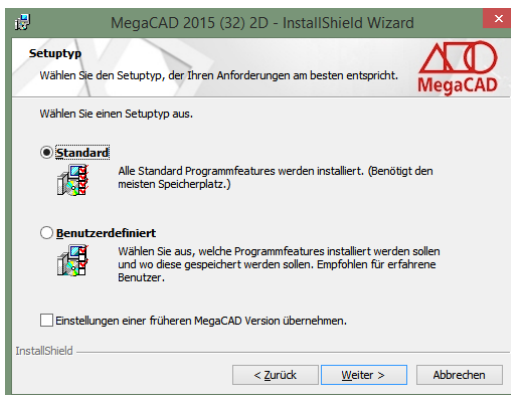 MegaCAD 2015 (32) 2D - InstallShield Wizard
Setuptyp
Wählen Sie den Setuptyp, der Ihren Anforderungen am besten entspricht.
MegaCAD
Wählen Sie einen Setuptyp aus.
Standard
Alle Standard Programmfeatures werden installiert. (Benötigt den
meisten Speicherplatz.)
Benutzerdefiniert
Wählen Sie aus, welche Programmfeatures installiert werden sollen
und wo diese gespeichert werden sollen. Empfohlen für erfahrene
Benutzer.
Einstellungen einer früheren MegaCAD Version übernehmen.
InstallShield
< Zurück
Weiter >
Abbrechen